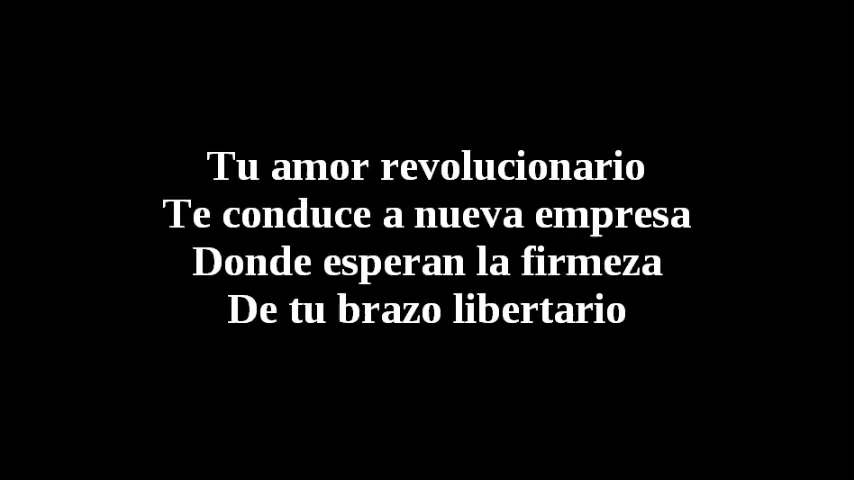 Tu amor revolucionario
Te conduce a nueva empresa
Donde esperan la firmeza
De tu brazo libertario